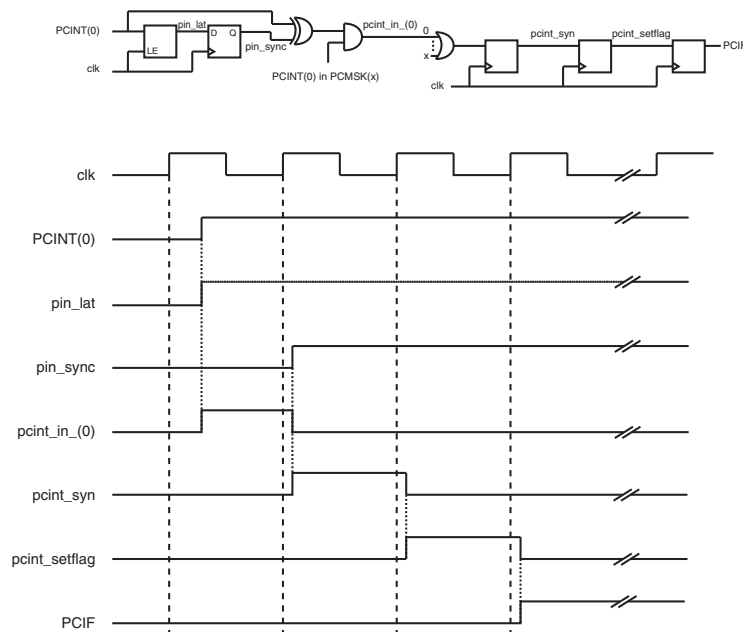 PCINT(0)
pin_lat
LE
D Q
pin_sync
clk
PCINT(0) in PCMSK(x)
pcint_in_(0)
0
x
clk
pcint_syn
pcint_setflag
PCIF
clk
PCINT(0)
pin_lat
pin_sync
pcint_in_(0)
pcint_syn
pcint_setflag
PCIF